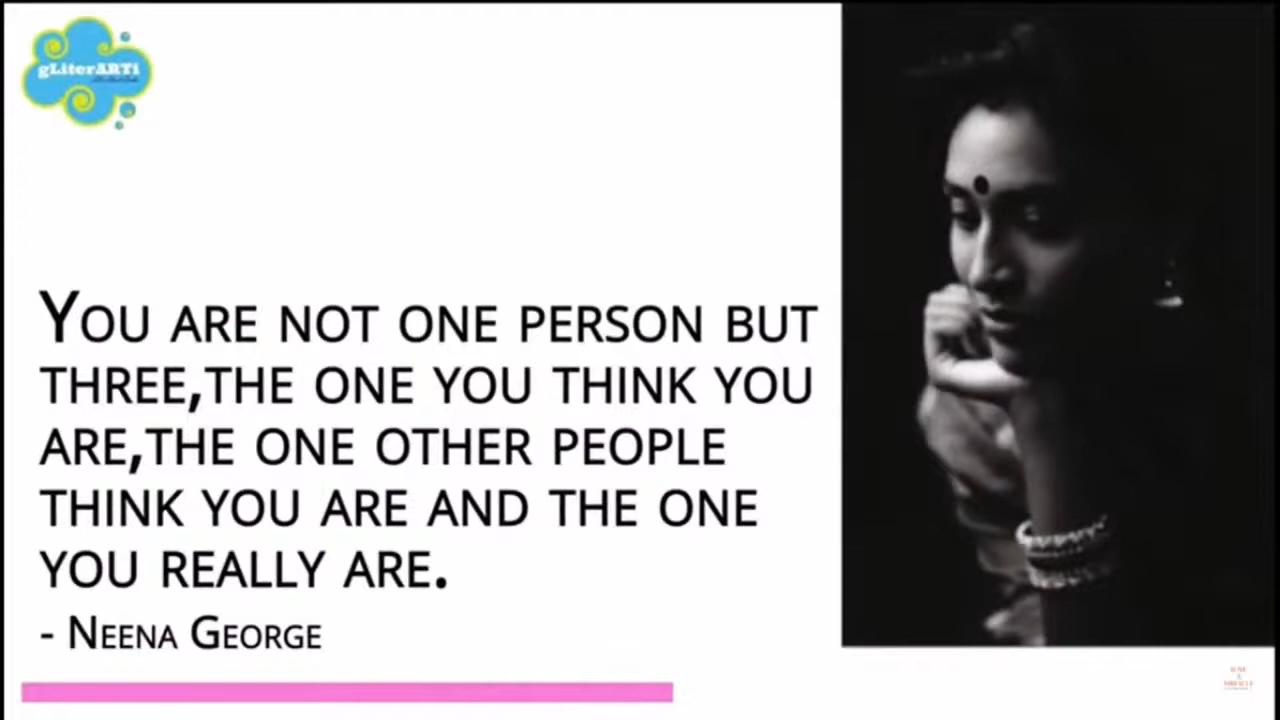 gLiterARTi
You are not one person but
three,the one you think you
are,the one other people
think you are and the one
you really are.
- Neena George